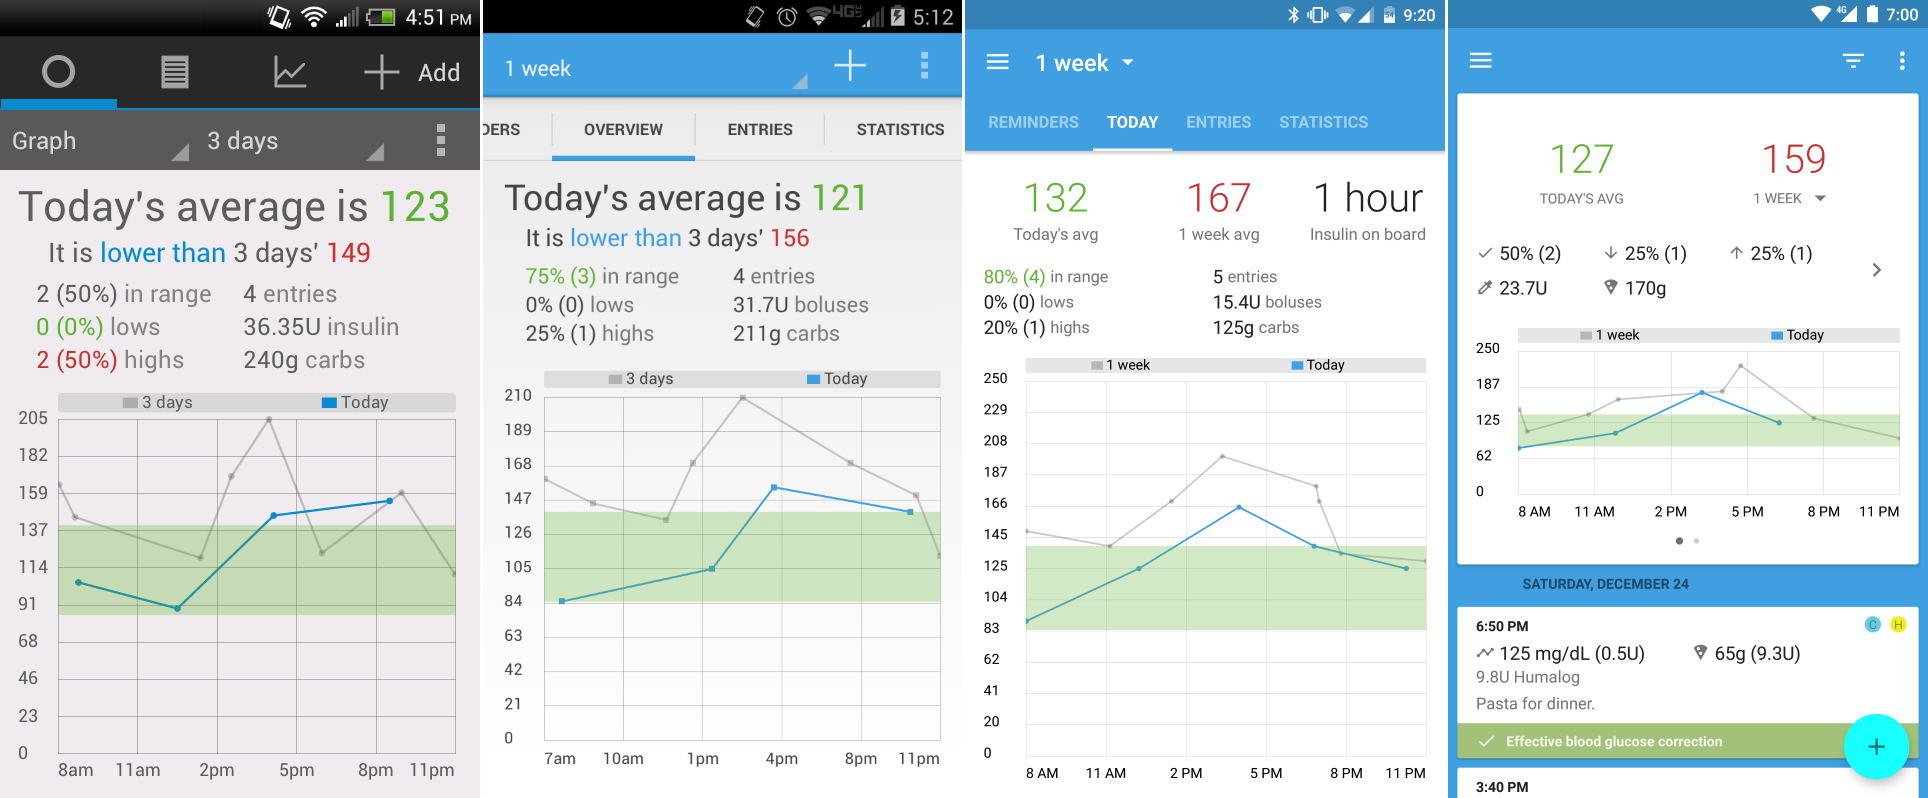 4:51 PM
Add
Graph
3 days
Today's average is 123
It is lower than 3 days' 149
2 (50%) in range
4 entries
0 (0%) lows
36.35U insulin
2 (50%) highs
240g carbs
3 days
Today
205
182
159
137
114
91
68
46
23
0
8am
11am
2pm
5pm
8pm
11pm
4G LTE
5:12
1 week
DERS
OVERVIEW
ENTRIES
STATISTICS
Today's average is 121
It is lower than 3 days' 156
75% (3) in range
4 entries
0% (0) lows
31.7U boluses
25% (1) highs
211g carbs
3 days
Today
210
189
168
147
126
105
84
63
42
21
0
7am
10am
1pm
4pm
8pm
11pm
9:20
1 week
REMINDERS
TODAY
ENTRIES
STATISTICS
132
167
1 hour
Today's avg
1 week avg
Insulin on board
80% (4) in range
5 entries
0% (0) lows
15.4U boluses
20% (1) highs
125g carbs
1 week
Today
250
229
208
187
166
145
125
104
83
62
41
20
0
8 AM
11 AM
2 PM
5 PM
8 PM
11 PM
4G
7:00
127
159
TODAY'S AVG
1 WEEK
50% (2)
25% (1)
25% (1)
23.7U
170g
1 week
Today
250
187
125
62
0
8 AM
11 AM
2 PM
5 PM
8 PM
11 PM
SATURDAY, DECEMBER 24
6:50 PM
C
H
125 mg/dL (0.5U)
65g (9.3U)
9.8U Humalog
Pasta for dinner.
Effective blood glucose correction
3:40 PM